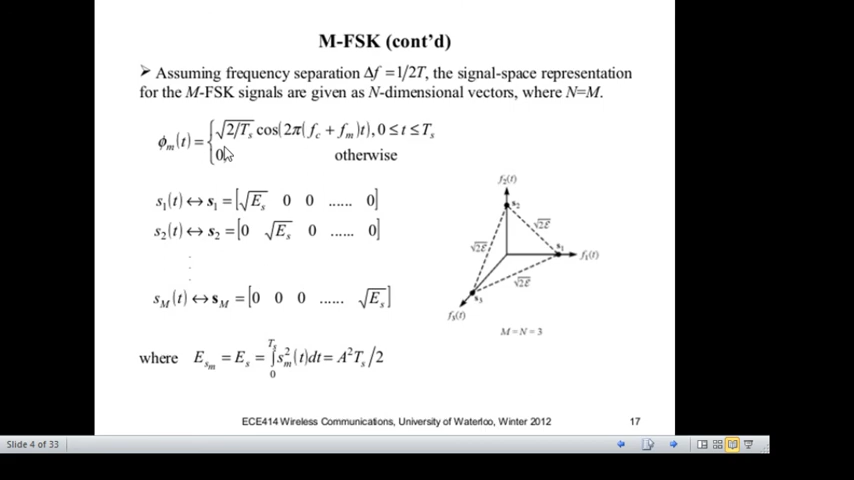 M-FSK (cont’d)
➢ Assuming frequency separation Δf =1/2T, the signal-space representation
for the M-FSK signals are given as N-dimensional vectors, where N=M.
ϕm(t) = { √2/Ts cos(2π(fc + fm)t), 0 ≤ t ≤ Ts
0, otherwise
s1(t) ↔ s1 = [√Es 0 0 ...... 0]
s2(t) ↔ s2 = [0 √Es 0 ...... 0]
⋮
sM(t) ↔ sM = [0 0 0 ...... √Es]
where Esm = Es = ∫0Ts sm2(t)dt = A2Ts/2
f2(t)
s2
√2ℰ
√2ℰ
s1
f1(t)
√2ℰ
s3
f3(t)
M = N = 3
ECE414 Wireless Communications, University of Waterloo, Winter 2012 17
Slide 4 of 33